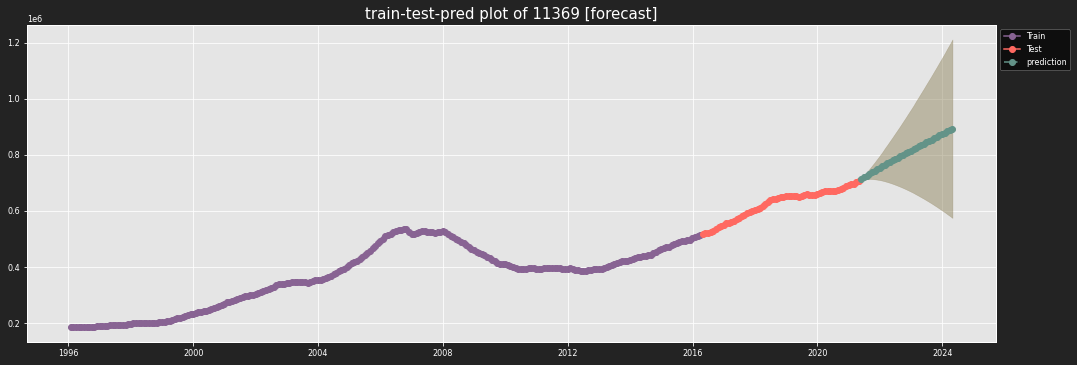 train-test-pred plot of 11369 [forecast]
1e6
Train
Test
prediction
1.2
1.0
0.8
0.6
0.4
0.2
1996 2000 2004 2008 2012 2016 2020 2024